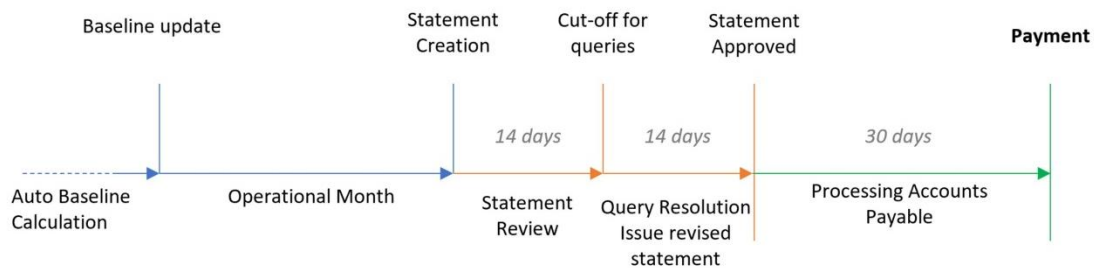 Baseline update
Statement
Creation
Cut-off for
queries
Statement
Approved
Payment
14 days
14 days
30 days
Auto Baseline
Calculation
Operational Month
Statement
Review
Query Resolution
Issue revised
statement
Processing Accounts
Payable